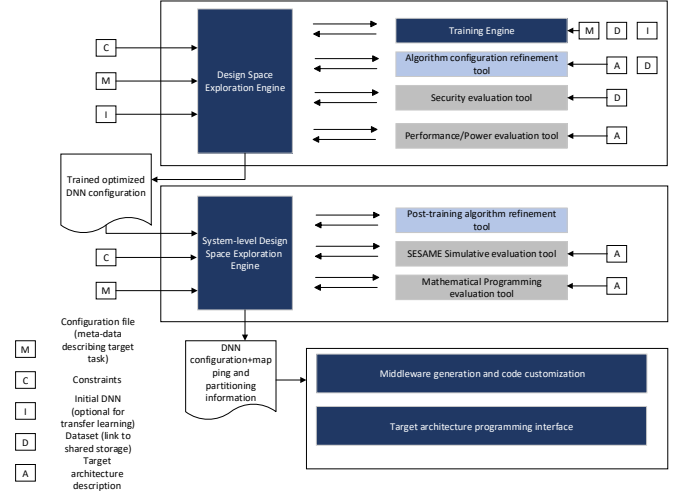 Training Engine
M
D
I
C
Algorithm configuration refinement
tool
A
D
M
Design Space
Exploration Engine
Security evaluation tool
D
I
Performance/Power evaluation tool
A
Trained optimized
DNN configuration
Post-training algorithm refinement
tool
System-level Design
Space Exploration
Engine
C
SESAME Simulative evaluation tool
A
M
Mathematical Programming
evaluation tool
A
DNN
configuration+map
ping and
partitioning
information
Middleware generation and code customization
Target architecture programming interface
M
Configuration file
(meta-data
describing target
task)
C
Constraints
I
Initial DNN
(optional for
transfer learning)
D
Dataset (link to
shared storage)
A
Target
architecture
description